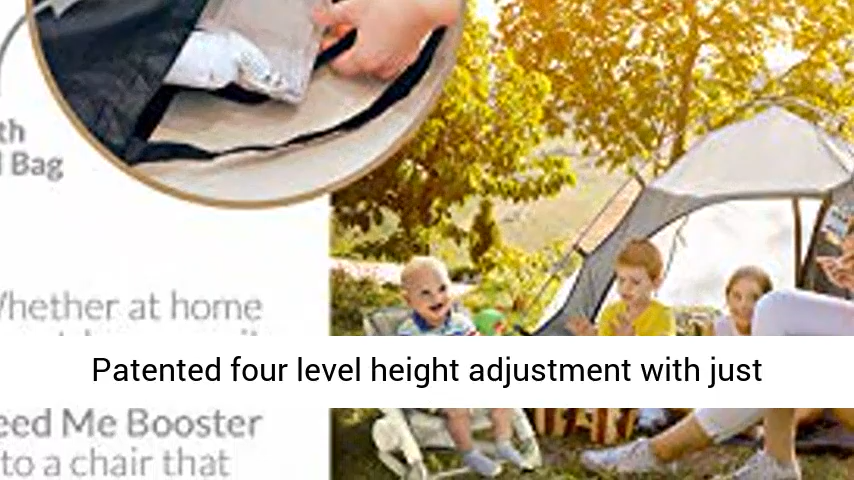 th
Bag
Whether at home
Patented four level height adjustment with just
eed Me Booster
to a chair that